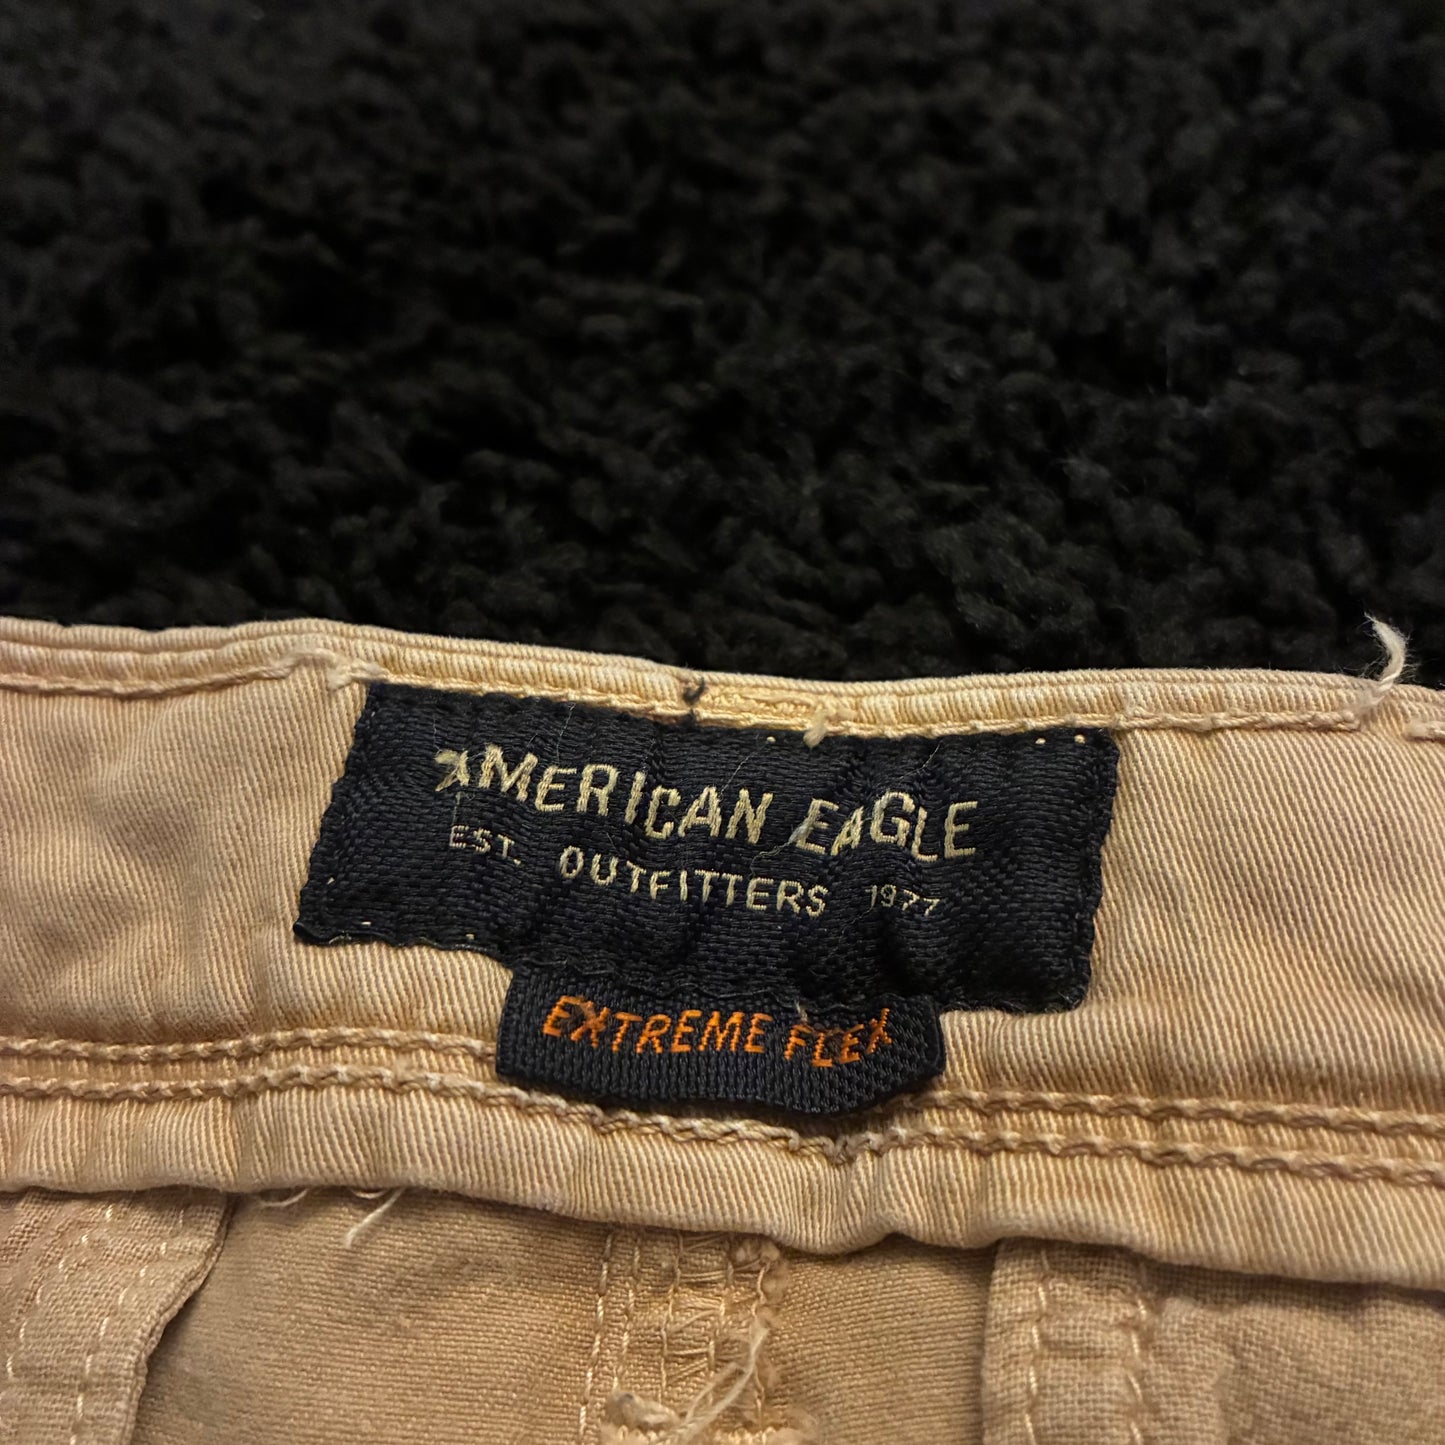 AMERICAN EAGLE
EST. OUTFITTERS 1977
EXTREME FLEX